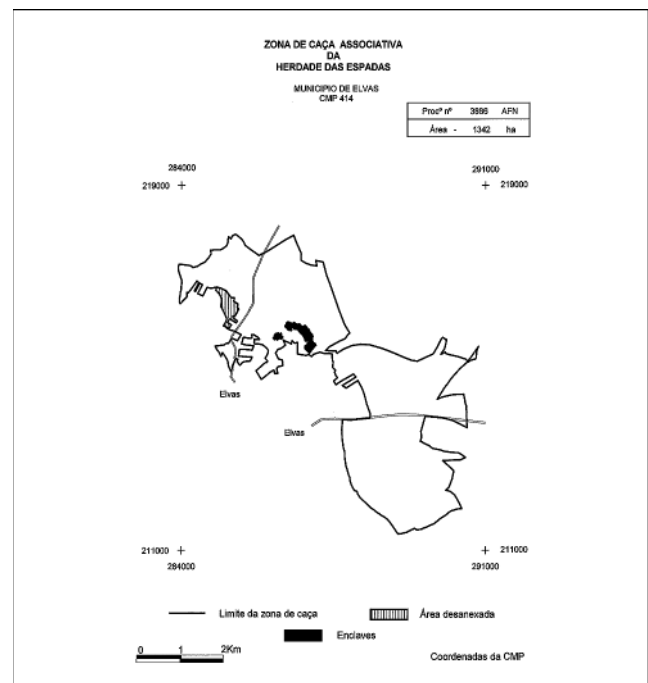 ZONA DE CAÇA ASSOCIATIVA
DA
HERDADE DAS ESPADAS
MUNICIPIO DE ELVAS
CMP 414
Procº nº 3886 AFN
Área - 1342 ha
284000
291000
219000
219000
Elvas
Elvas
211000
211000
284000
291000
Limite da zona de caça
Área desanexada
Enclaves
0 1 2Km
Coordenadas da CMP